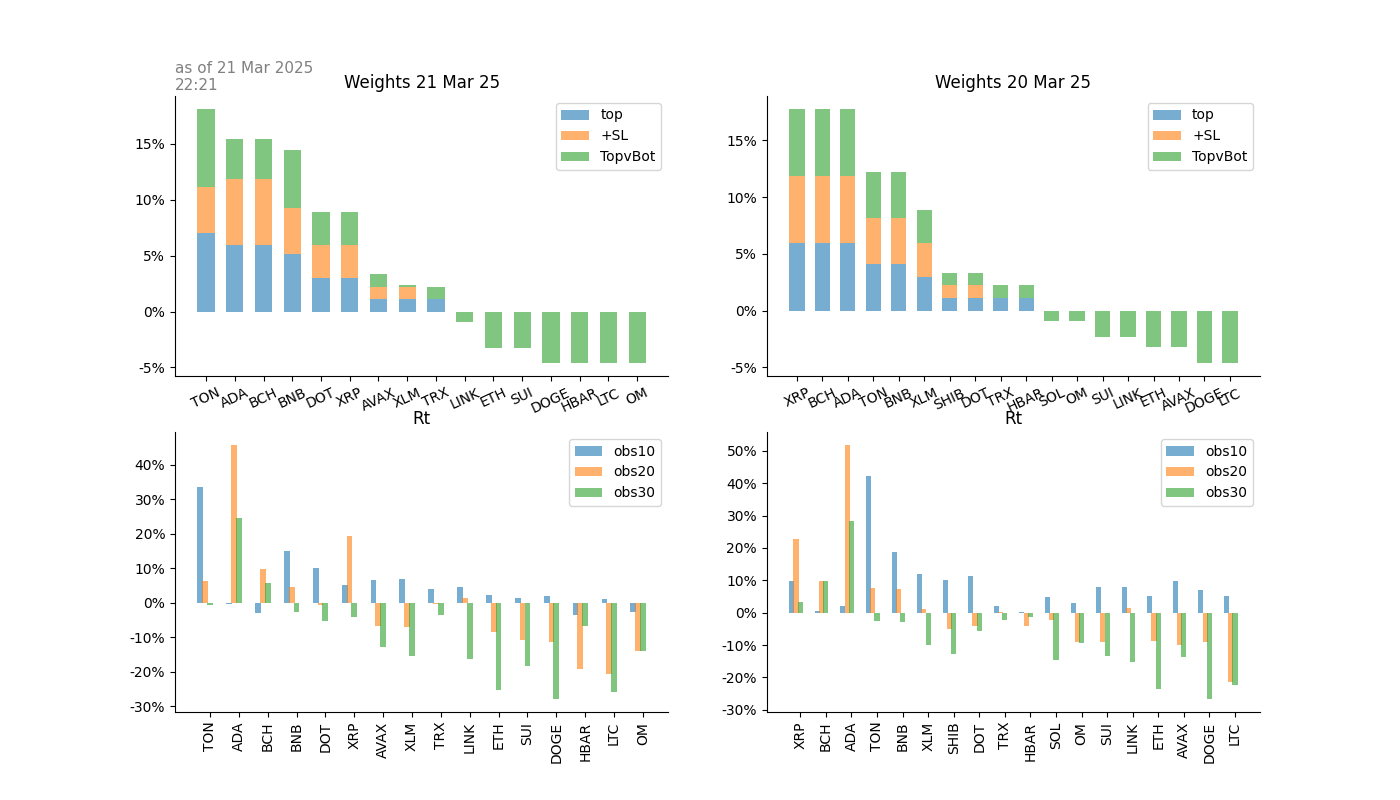 as of 21 Mar 2025
22:21
Weights 21 Mar 25
top
+SL
TopvBot
15%
10%
5%
0%
-5%
TON ADA BCH BNB DOT XRP AVAX XLM TRX LINK ETH SUI DOGE HBAR LTC OM
Weights 20 Mar 25
top
+SL
TopvBot
15%
10%
5%
0%
-5%
XRP BCH ADA TON BNB XLM SHIB DOT TRX HBAR SOL OM SUI LINK ETH AVAX DOGE LTC
Rt
obs10
obs20
obs30
40%
30%
20%
10%
0%
-10%
-20%
-30%
TON ADA BCH BNB DOT XRP AVAX XLM TRX LINK ETH SUI DOGE HBAR LTC OM
Rt
obs10
obs20
obs30
50%
40%
30%
20%
10%
0%
-10%
-20%
-30%
XRP BCH ADA TON BNB XLM SHIB DOT TRX HBAR SOL OM SUI LINK ETH AVAX DOGE LTC